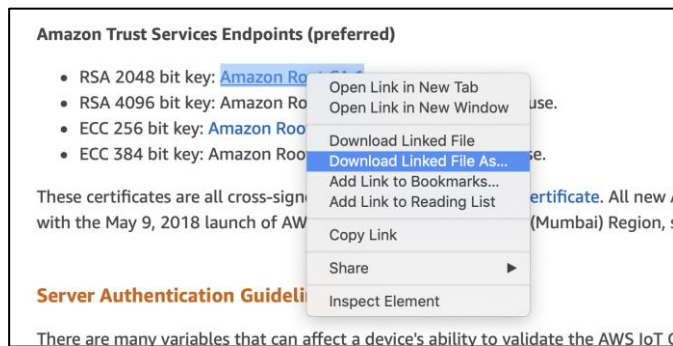 Amazon Trust Services Endpoints (preferred)
• RSA 2048 bit key: Amazon Root CA 1
• RSA 4096 bit key: Amazon Ro use.
• ECC 256 bit key: Amazon Roo
• ECC 384 bit key: Amazon Roo se.
Open Link in New Tab
Open Link in New Window
Download Linked File
Download Linked File As...
Add Link to Bookmarks...
Add Link to Reading List
Copy Link
Share
Inspect Element
These certificates are all cross-sign ertificate. All new
with the May 9, 2018 launch of AW (Mumbai) Region, s
Server Authentication Guideli
There are many variables that can affect a device's ability to validate the AWS IoT